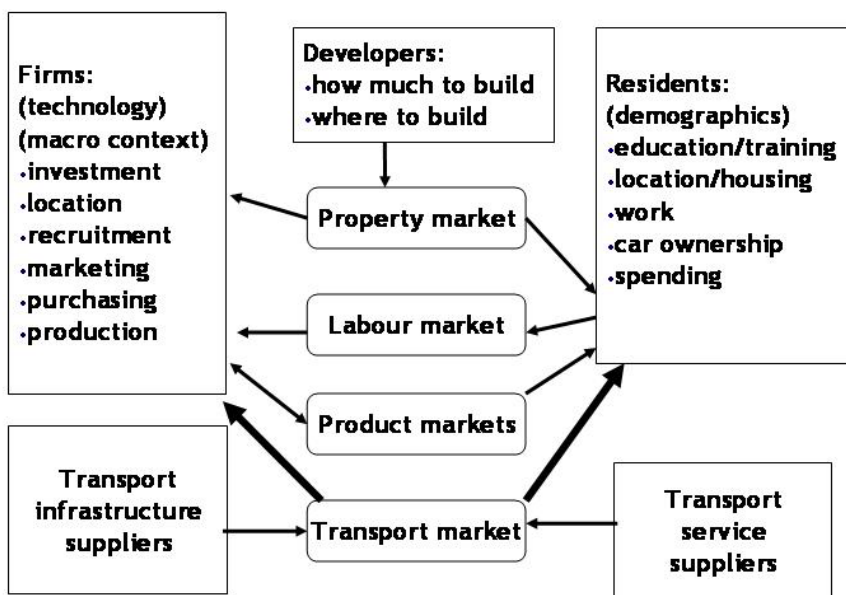 Firms:
(technology)
(macro context)
•investment
•location
•recruitment
•marketing
•purchasing
•production
Developers:
•how much to build
•where to build
Residents:
(demographics)
•education/training
•location/housing
•work
•car ownership
•spending
Property market
Labour market
Product markets
Transport
infrastructure
suppliers
Transport market
Transport
service
suppliers